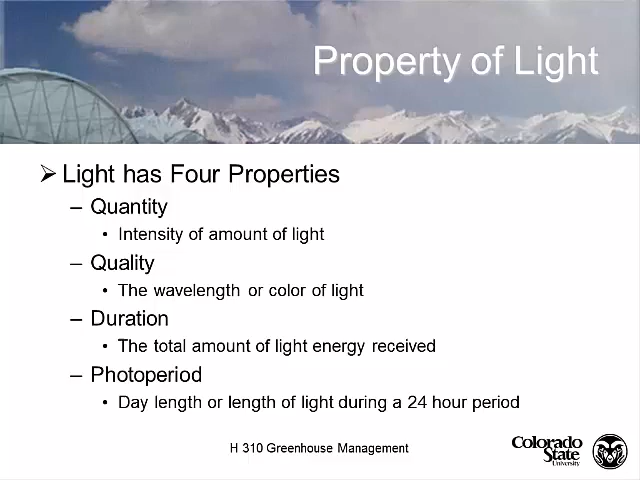 Property of Light
Light has Four Properties
– Quantity
• Intensity of amount of light
– Quality
• The wavelength or color of light
– Duration
• The total amount of light energy received
– Photoperiod
• Day length or length of light during a 24 hour period
H 310 Greenhouse Management
Colorado
State
University